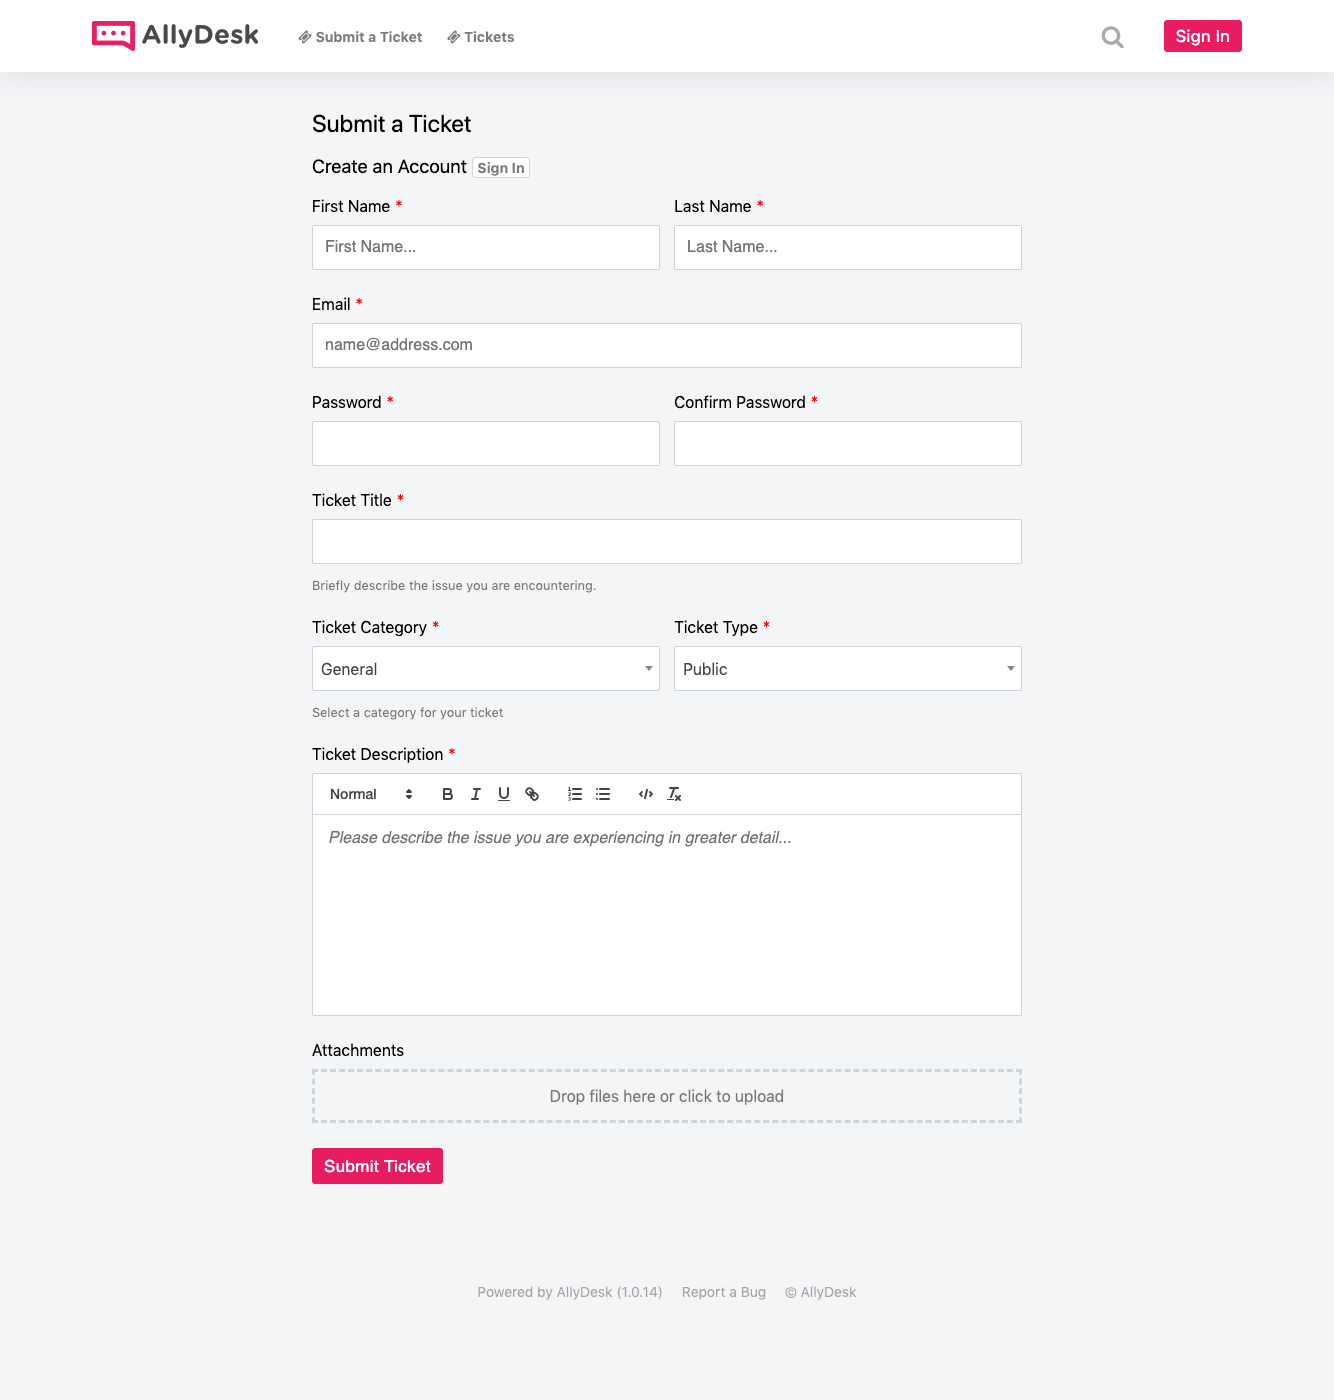 AllyDesk Submit a Ticket Tickets Sign In
Submit a Ticket
Create an Account Sign In
First Name * Last Name *
First Name... Last Name...
Email *
name@address.com
Password * Confirm Password *
Ticket Title *
Briefly describe the issue you are encountering.
Ticket Category * Ticket Type *
General Public
Select a category for your ticket
Ticket Description *
Normal
Please describe the issue you are experiencing in greater detail...
Attachments
Drop files here or click to upload
Submit Ticket
Powered by AllyDesk (1.0.14) Report a Bug © AllyDesk